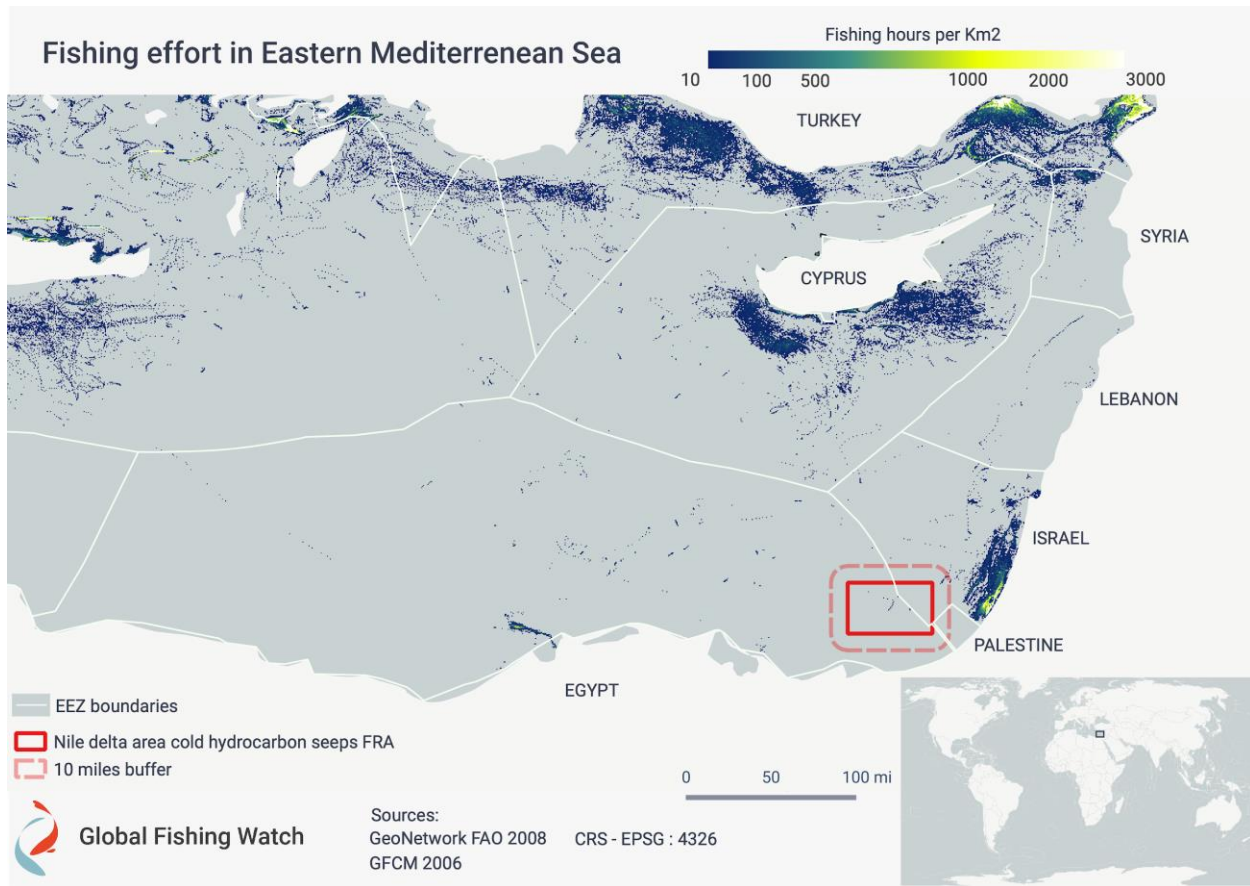 Fishing effort in Eastern Mediterrenean Sea
Fishing hours per Km2
10 100 500 1000 2000 3000
TURKEY
SYRIA
CYPRUS
LEBANON
ISRAEL
PALESTINE
EGYPT
EEZ boundaries
Nile delta area cold hydrocarbon seeps FRA
10 miles buffer
0 50 100 mi
Global Fishing Watch
Sources:
GeoNetwork FAO 2008 CRS - EPSG : 4326
GFCM 2006